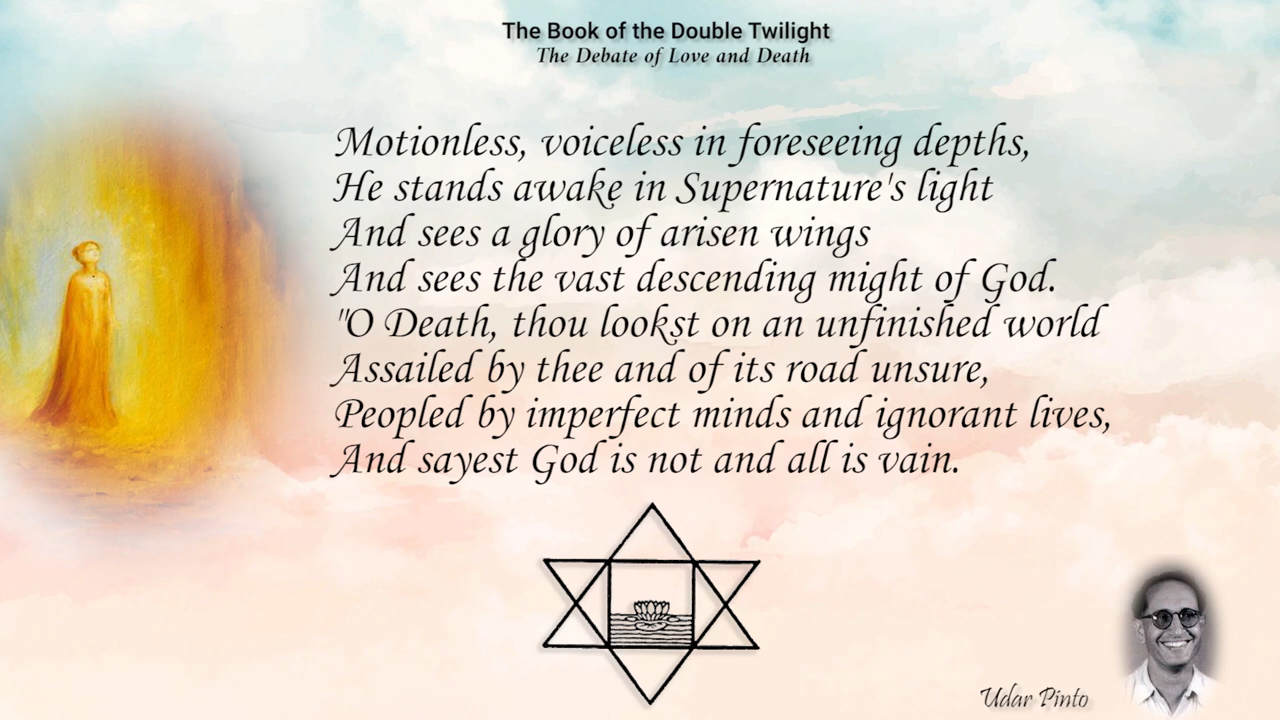 The Book of the Double Twilight
The Debate of Love and Death
Motionless, voiceless in foreseeing depths,
He stands awake in Supernature's light
And sees a glory of arisen wings
And sees the vast descending might of God.
"O Death, thou lookst on an unfinished world
Assailed by thee and of its road unsure,
Peopled by imperfect minds and ignorant lives,
And sayest God is not and all is vain.
Udar Pinto